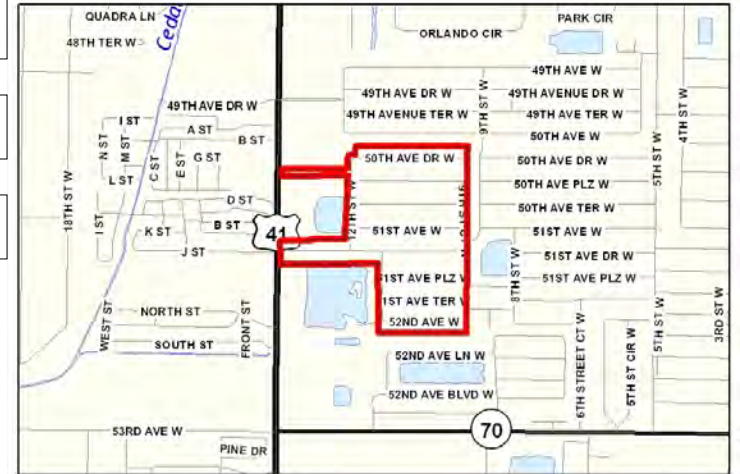 QUADRA LN
48TH TER W
ORLANDO CIR
PARK CIR
49TH AVE W
49TH AVE DR W
49TH AVENUE DR W
49TH AVENUE TER W
49TH AVE TER W
50TH AVE W
9TH ST W
5TH ST W
4TH ST W
49TH AVE DR W
I ST
A ST
B ST
N ST
M ST
C ST
E ST
G ST
L ST
D ST
18TH ST W
I ST
K ST
B ST
J ST
41
50TH AVE DR W
50TH AVE DR W
50TH AVE PLZ W
50TH AVE TER W
51ST AVE W
51ST AVE W
51ST AVE DR W
51ST AVE PLZ W
8TH ST W
AVE PLZ
AVE TER
52ND AVE W
NORTH ST
SOUTH ST
WEST ST
FRONT ST
52ND AVE LN W
52ND AVE BLVD W
6TH STREET CT W
5TH ST CIR W
5TH ST W
3RD ST W
53RD AVE W
PINE DR
70